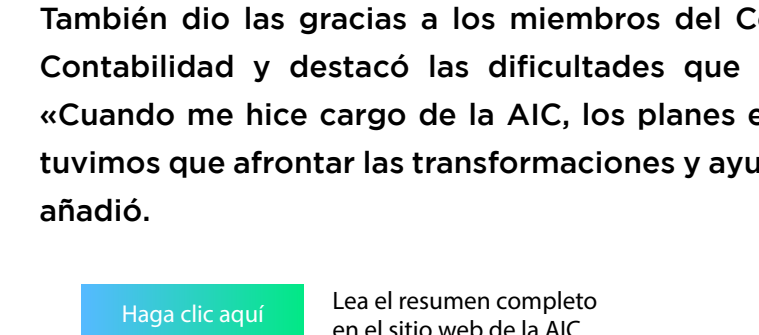 También dio las gracias a los miembros del
Contabilidad y destacó las dificultades que
«Cuando me hice cargo de la AIC, los planes
tuvimos que afrontar las transformaciones y
añadió.
Haga clic aquí
Lea el resumen completo
en el sitio web de la AIC